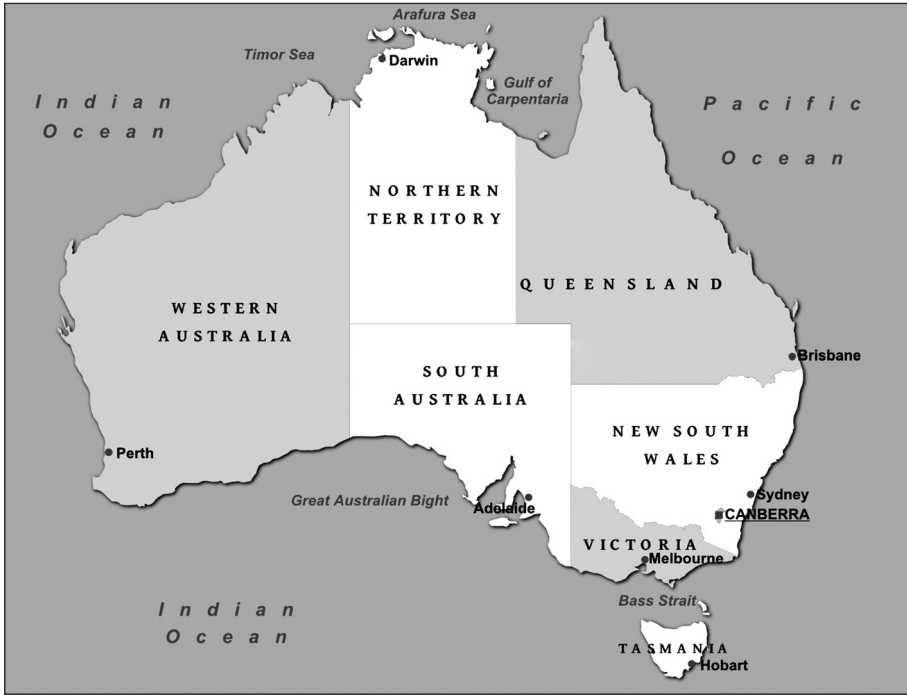 Arafura Sea
Timor Sea
Darwin
Gulf of
Carpentaria
Indian
Ocean
Pacific
Ocean
NORTHERN
TERRITORY
QUEENSLAND
WESTERN
AUSTRALIA
Brisbane
SOUTH
AUSTRALIA
NEW SOUTH
WALES
Perth
Great Australian Bight
Adelaide
Sydney
CANBERRA
VICTORIA
Melbourne
Bass Strait
Indian
Ocean
TASMANIA
Hobart